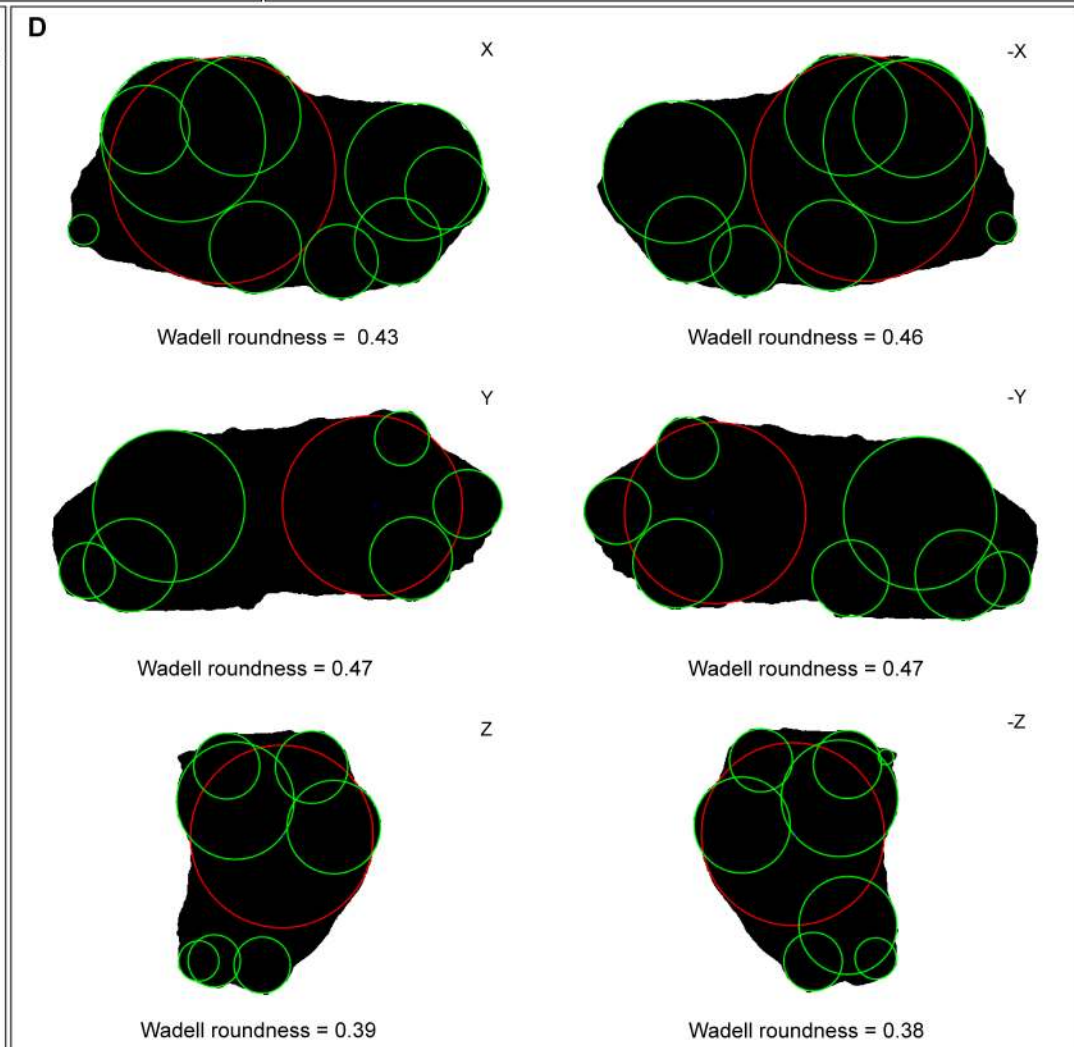 D
X
-X
Wadell roundness =  0.43
Wadell roundness = 0.46
Y
-Y
Wadell roundness = 0.47
Wadell roundness = 0.47
Z
-Z
Wadell roundness = 0.39
Wadell roundness = 0.38